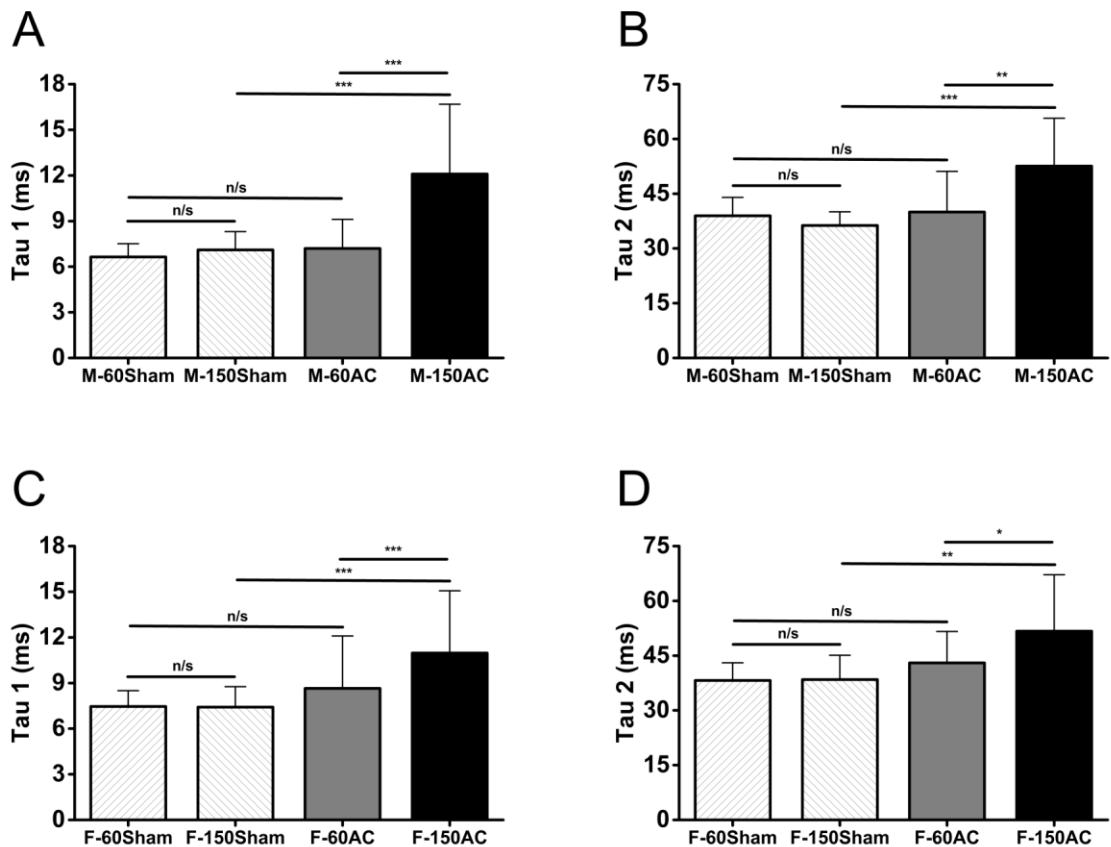 A
Tau 1 (ms)
18
15
12
9
6
3
0
n/s
n/s
***
***
M-60Sham M-150Sham M-60AC M-150AC
B
Tau 2 (ms)
75
60
45
30
15
0
n/s
n/s
***
**
M-60Sham M-150Sham M-60AC M-150AC
C
Tau 1 (ms)
18
15
12
9
6
3
0
n/s
n/s
***
***
F-60Sham F-150Sham F-60AC F-150AC
D
Tau 2 (ms)
75
60
45
30
15
0
n/s
n/s
**
*
F-60Sham F-150Sham F-60AC F-150AC